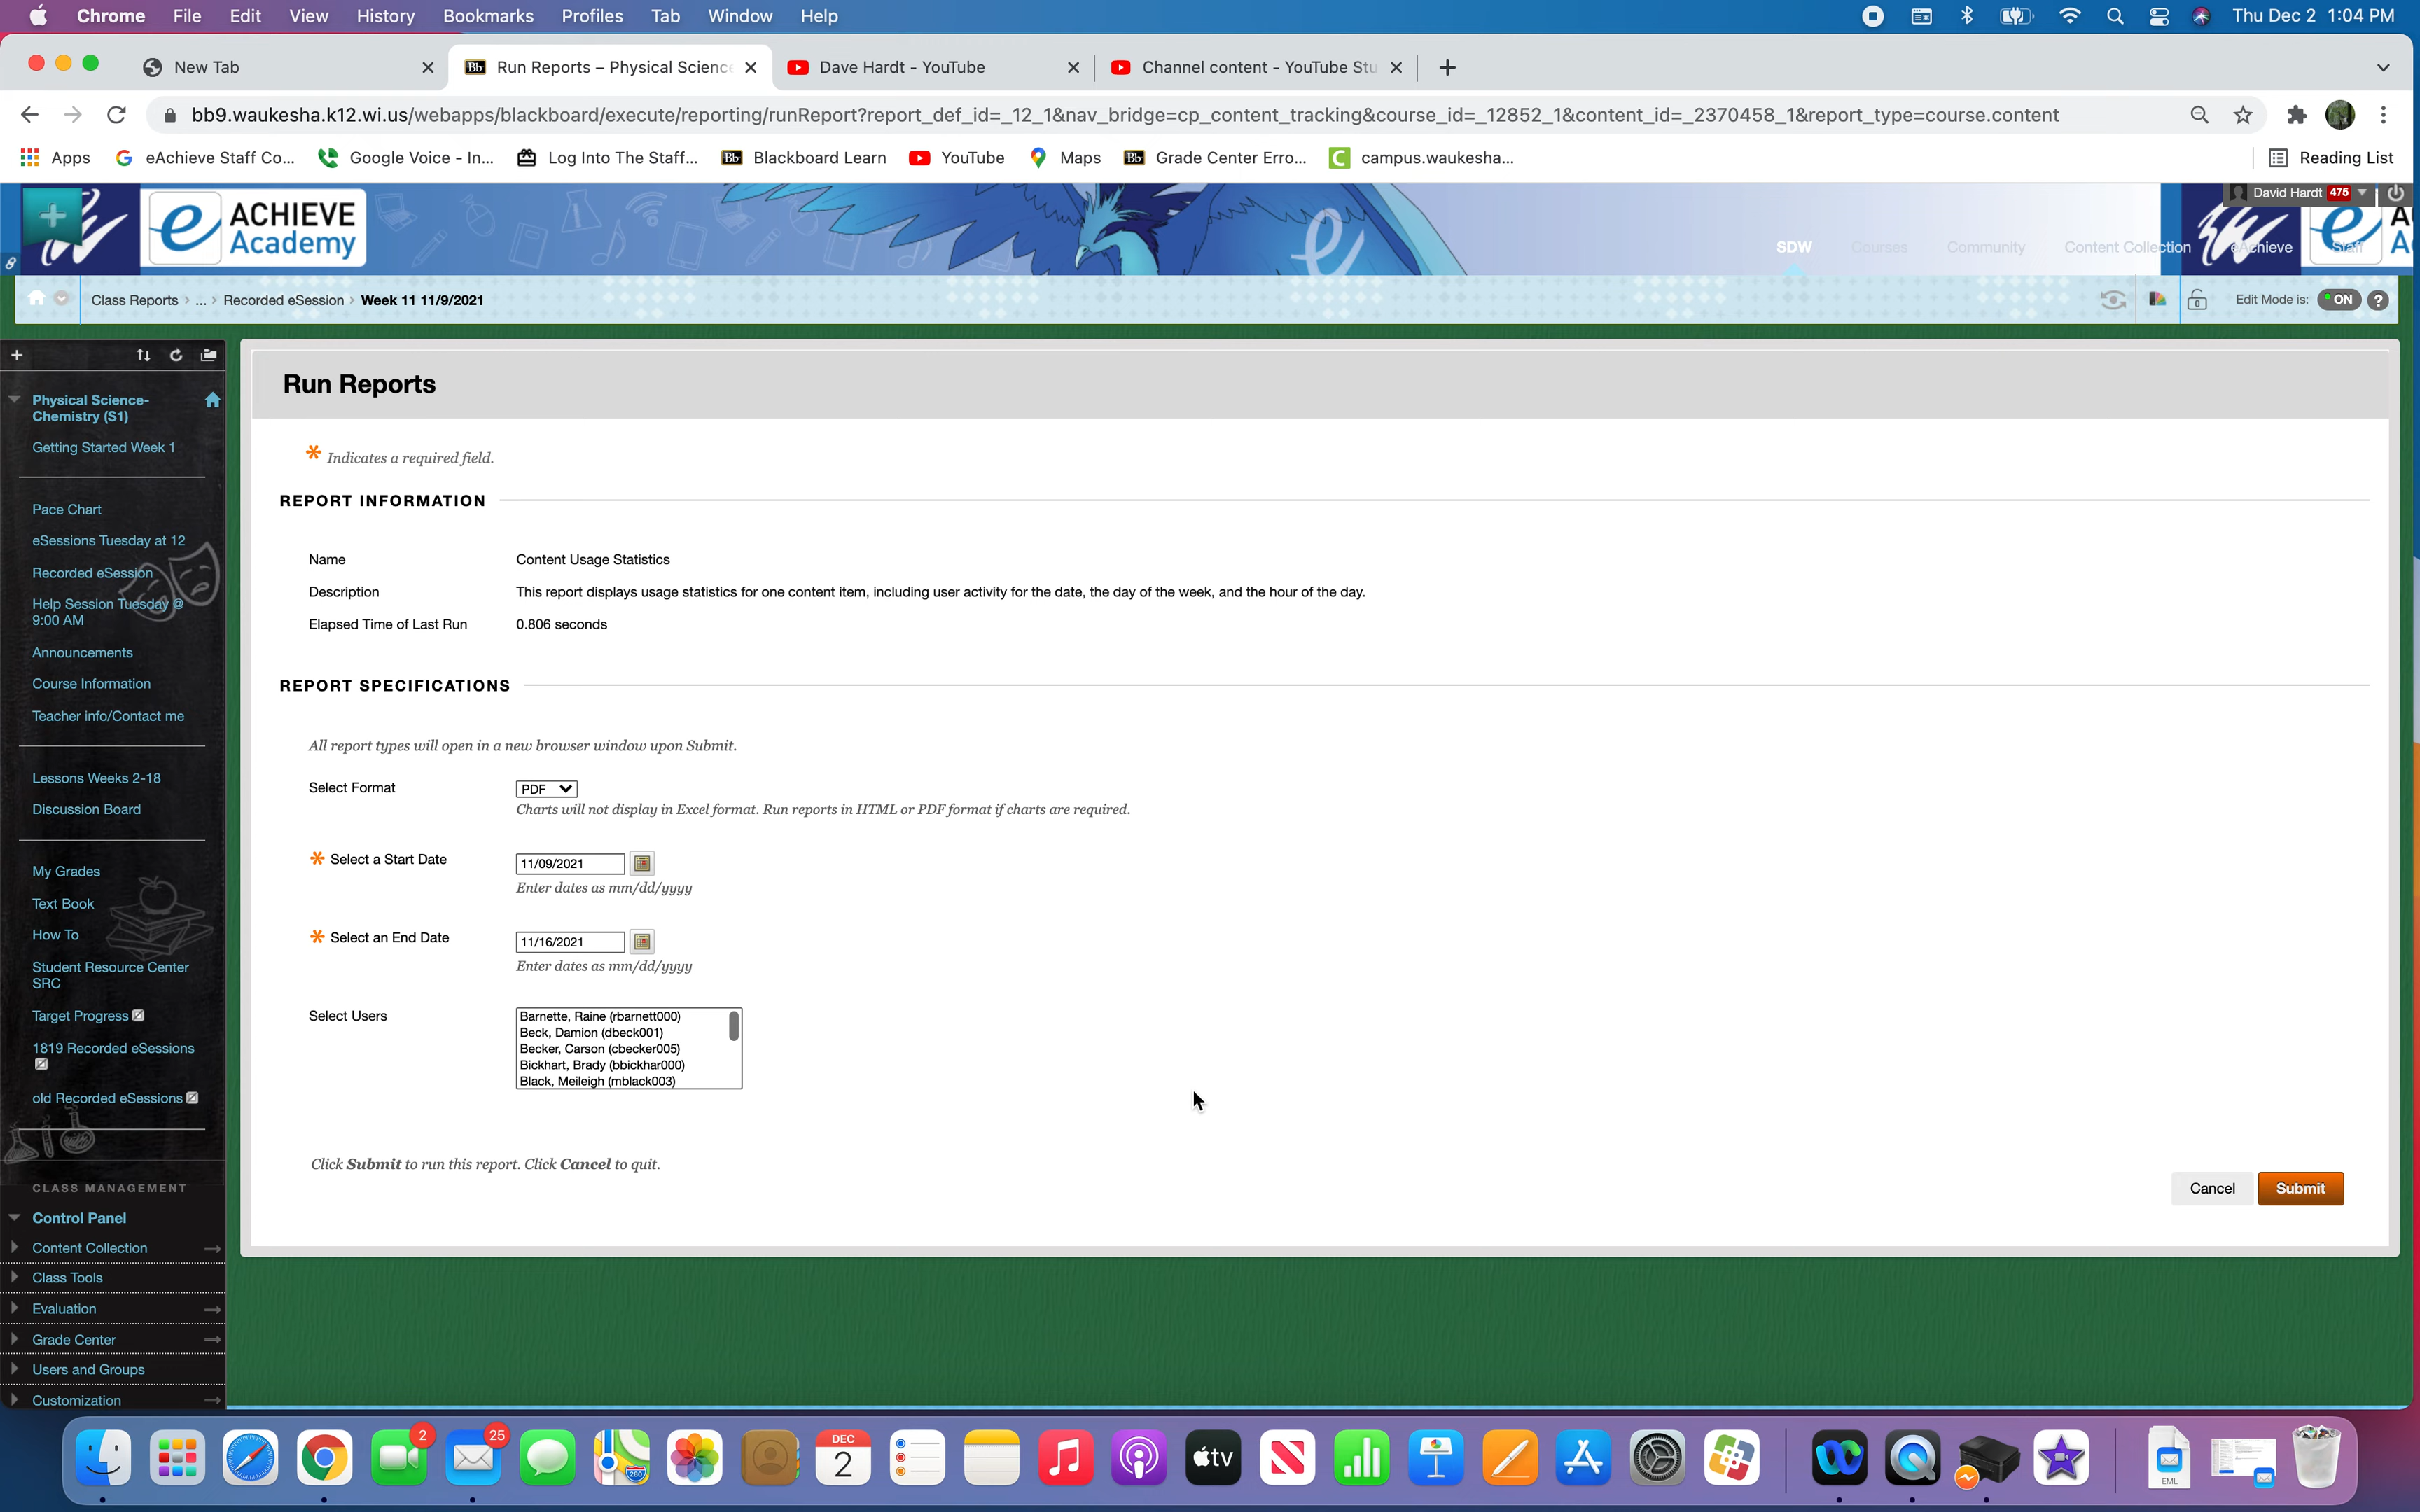 Chrome File Edit View History Bookmarks Profiles Tab Window Help Thu Dec 2 1:04 PM
New Tab Run Reports – Physical Science Dave Hardt - YouTube Channel content - YouTube Stu
bb9.waukesha.k12.wi.us/webapps/blackboard/execute/reporting/runReport?report_def_id=_12_1&nav_bridge=cp_content_tracking&course_id=_12852_1&content_id=_2370458_1&report_type=course.content
Apps eAchieve Staff Co... Google Voice - In... Log Into The Staff... Blackboard Learn YouTube Maps Grade Center Erro... campus.waukesha... Reading List
David Hardt 475
e ACHIEVE
Academy
SDW Courses Community Content Collection eAchieve Staff
Class Reports > ... > Recorded eSession > Week 11 11/9/2021
Edit Mode is: ON ?
Physical Science-
Chemistry (S1)
Getting Started Week 1
Pace Chart
eSessions Tuesday at 12
Recorded eSession
Help Session Tuesday @
9:00 AM
Announcements
Course Information
Teacher info/Contact me
Lessons Weeks 2-18
Discussion Board
My Grades
Text Book
How To
Student Resource Center
SRC
Target Progress
1819 Recorded eSessions
old Recorded eSessions
CLASS MANAGEMENT
Control Panel
Content Collection
Class Tools
Evaluation
Grade Center
Users and Groups
Customization
Run Reports
* Indicates a required field.
REPORT INFORMATION
Name Content Usage Statistics
Description This report displays usage statistics for one content item, including user activity for the date, the day of the week, and the hour of the day.
Elapsed Time of Last Run 0.806 seconds
REPORT SPECIFICATIONS
All report types will open in a new browser window upon Submit.
Select Format PDF
Charts will not display in Excel format. Run reports in HTML or PDF format if charts are required.
* Select a Start Date 11/09/2021
Enter dates as mm/dd/yyyy
* Select an End Date 11/16/2021
Enter dates as mm/dd/yyyy
Select Users Barnette, Raine (rbarnett000)
Beck, Damion (dbeck001)
Becker, Carson (cbecker005)
Bickhart, Brady (bbickhar000)
Black, Meileigh (mblack003)
Click Submit to run this report. Click Cancel to quit.
Cancel Submit
2 25 DEC
2
280
tv
EML